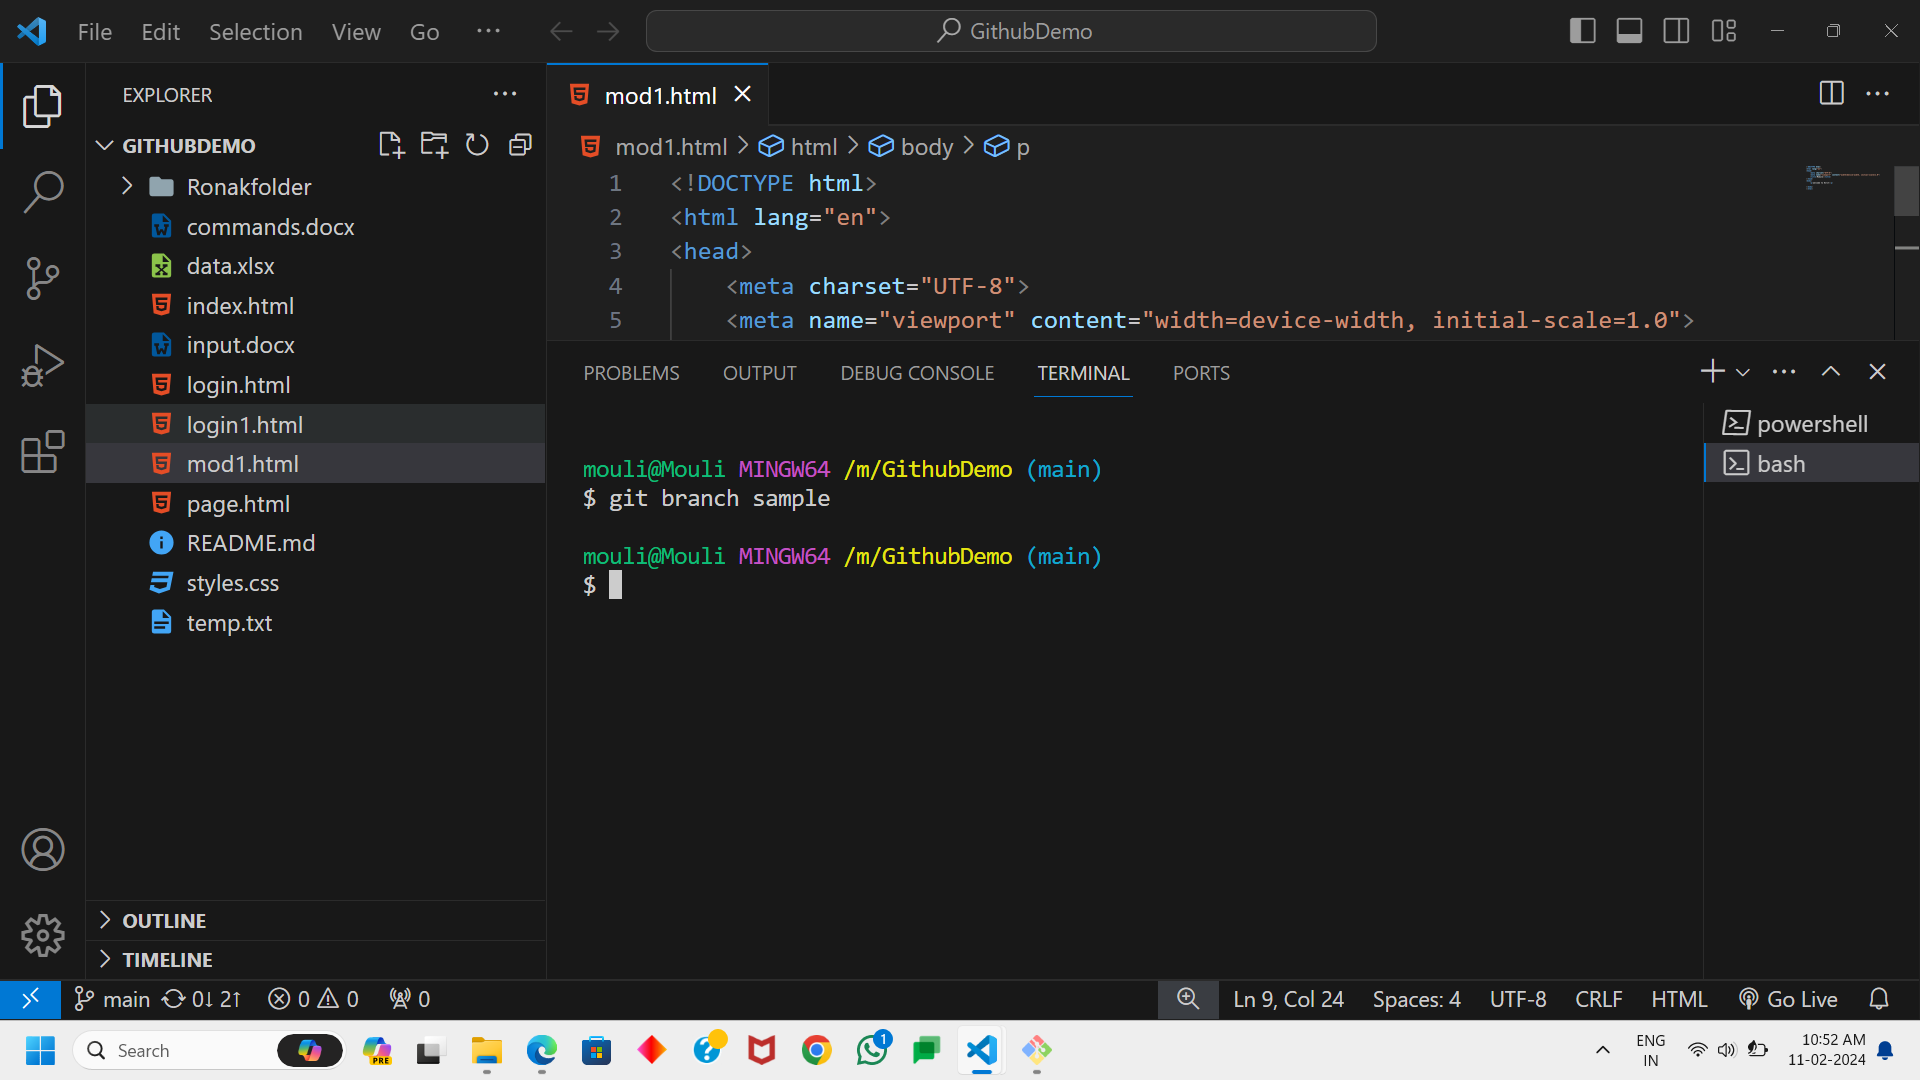 File Edit Selection View Go ··· GithubDemo
EXPLORER
GITHUBDEMO
Ronakfolder
commands.docx
data.xlsx
index.html
input.docx
login.html
login1.html
mod1.html
page.html
README.md
styles.css
temp.txt
OUTLINE
TIMELINE
mod1.html
mod1.html > html > body > p
1 <!DOCTYPE html>
2 <html lang="en">
3 <head>
4 <meta charset="UTF-8">
5 <meta name="viewport" content="width=device-width, initial-scale=1.0">
PROBLEMS OUTPUT DEBUG CONSOLE TERMINAL PORTS
powershell
bash
mouli@Mouli MINGW64 /m/GithubDemo (main)
$ git branch sample
mouli@Mouli MINGW64 /m/GithubDemo (main)
$
main 0↓ 2↑ 0 0 0 Ln 9, Col 24 Spaces: 4 UTF-8 CRLF HTML Go Live
Search PRE 1 ENG IN 10:52 AM
11-02-2024